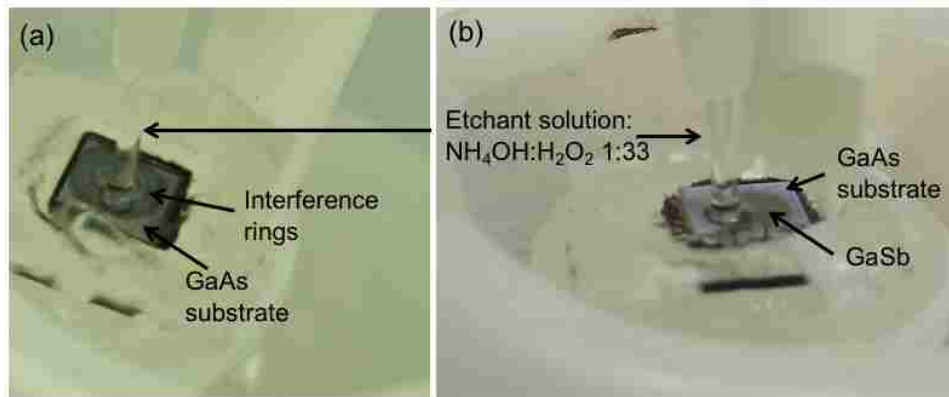 (a)
(b)
Etchant solution:
NH₄OH:H₂O₂ 1:33
GaAs
substrate
Interference
rings
GaSb
GaAs
substrate